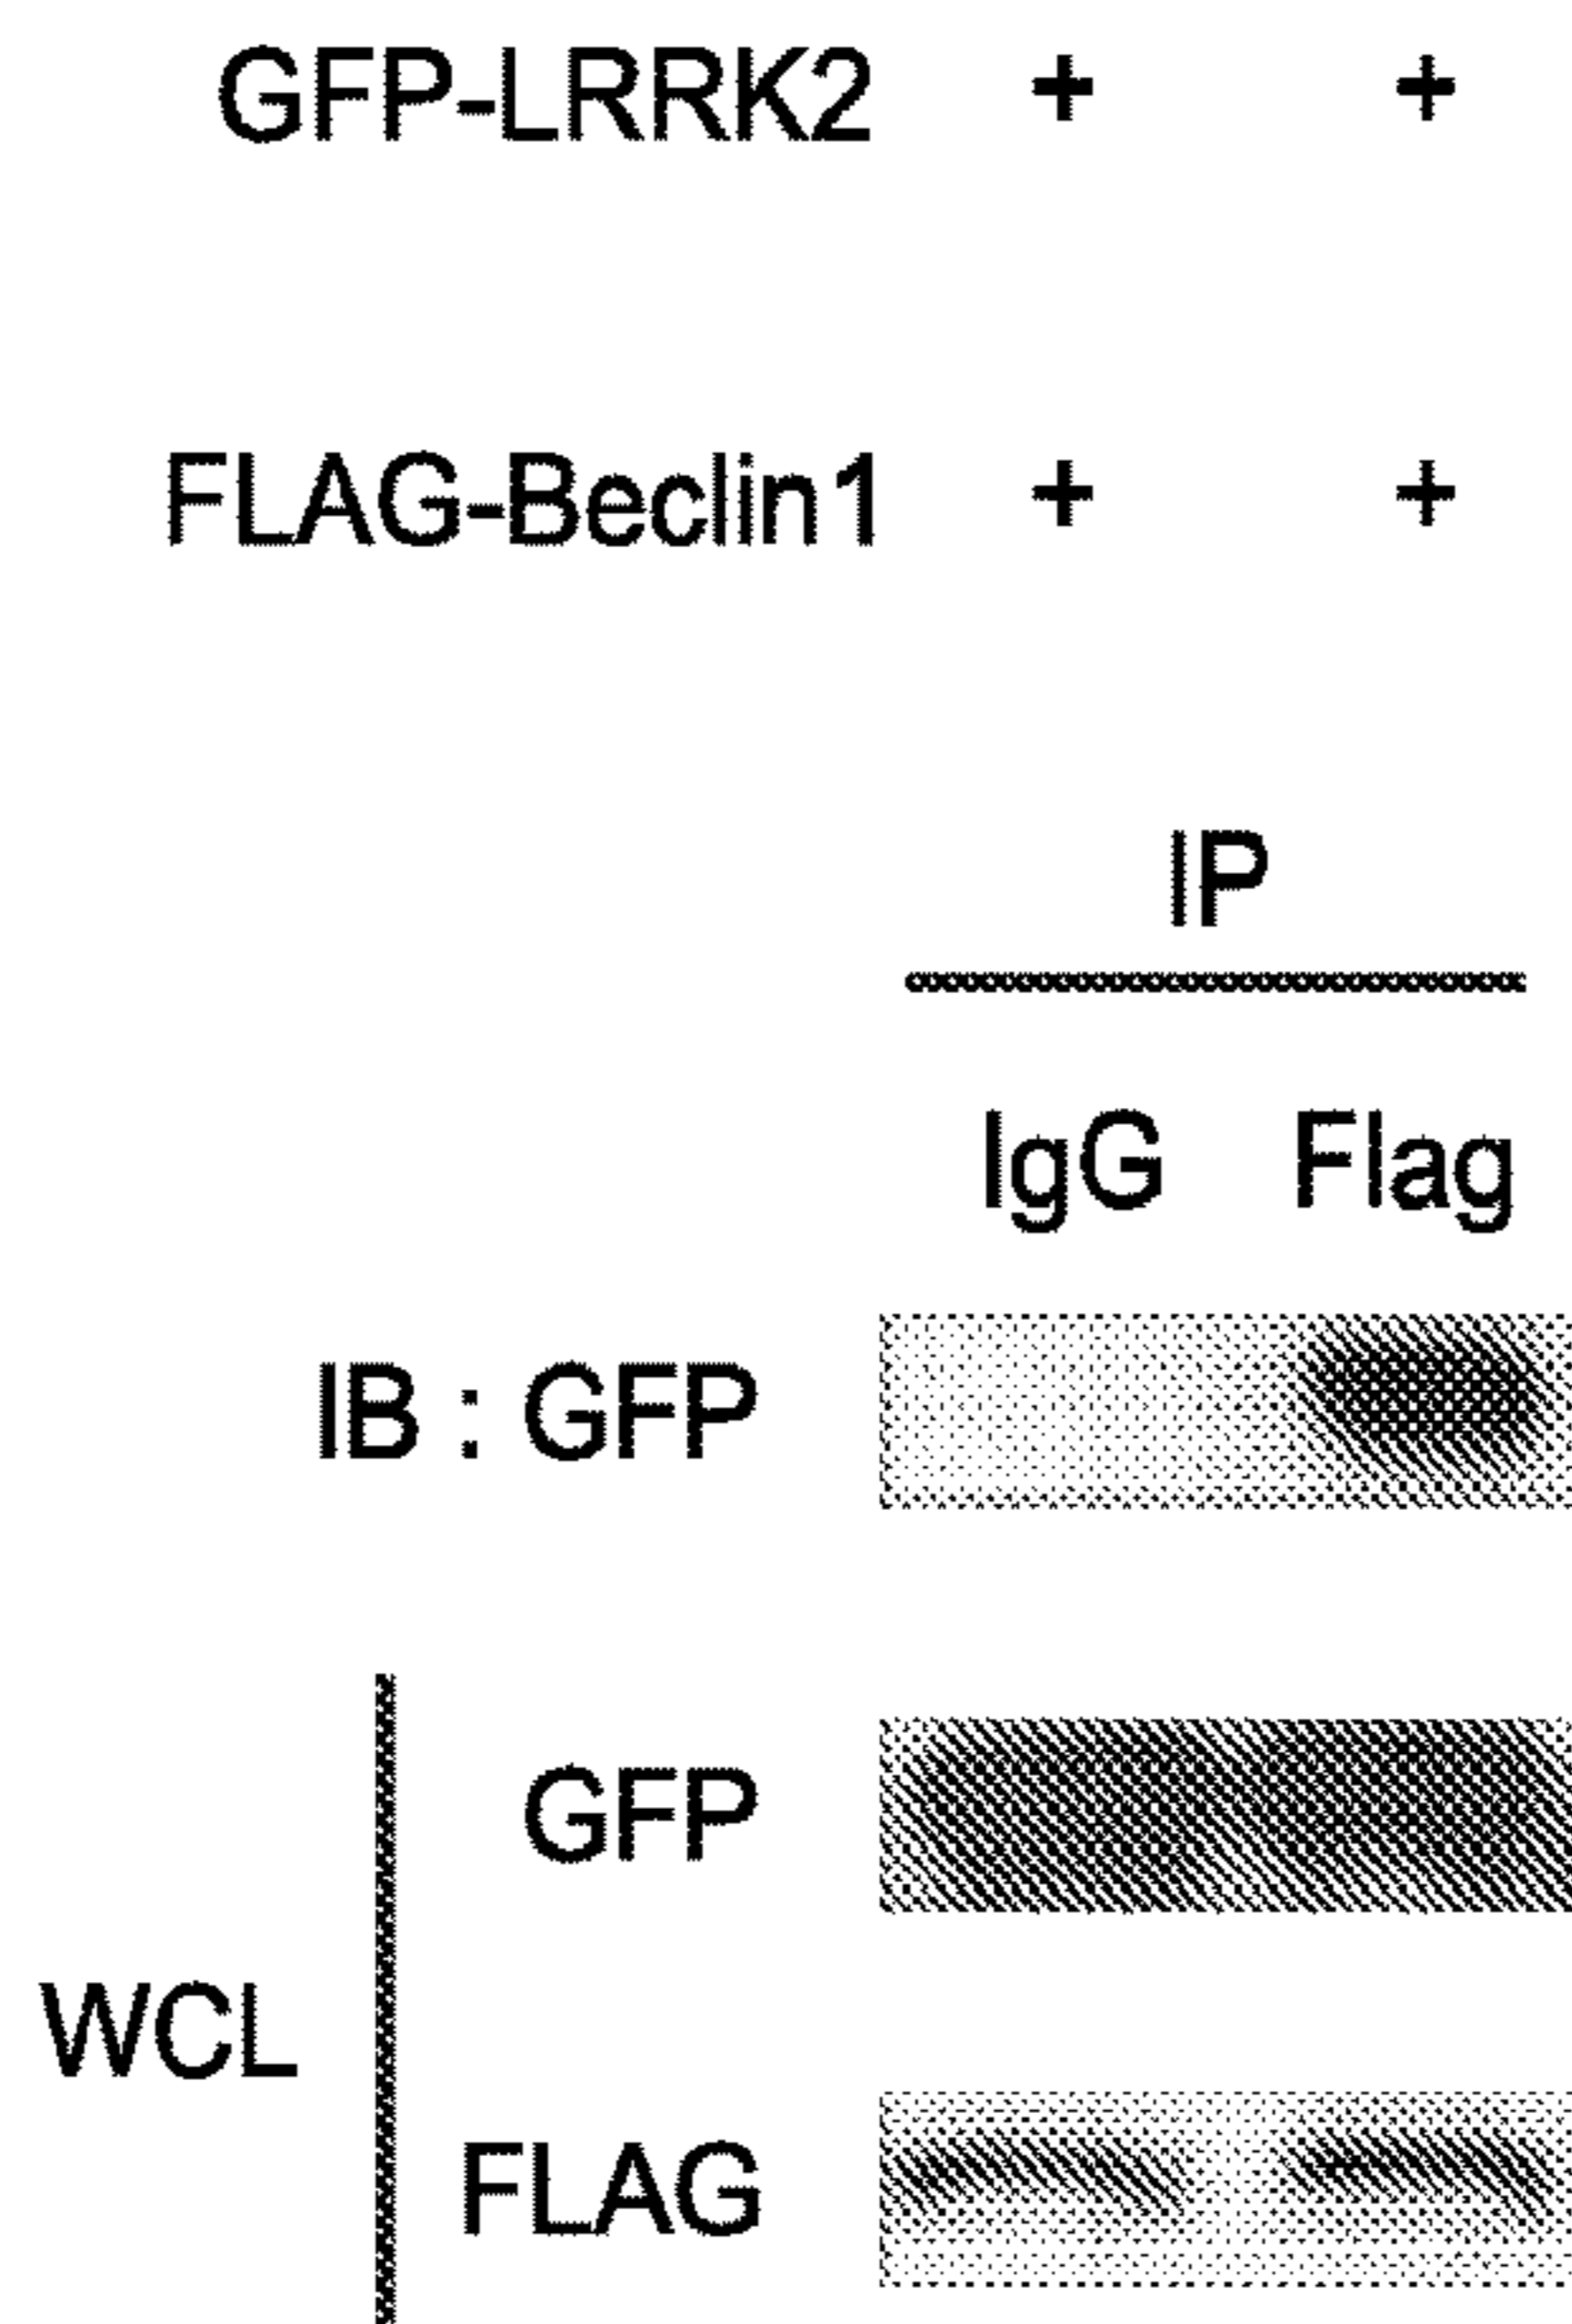 GFP-LRRK2 + +
FLAG-Beclin1 + +
IP
IgG Flag
IB : GFP
GFP
WCL
FLAG